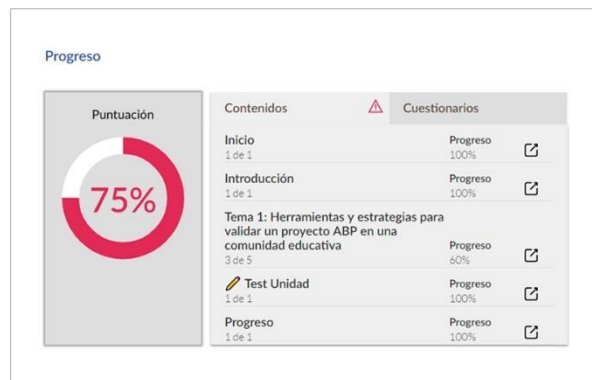 Progreso
Puntuación
75%
Contenidos
Cuestionarios
Inicio
1 de 1
Progreso
100%
Introducción
1 de 1
Progreso
100%
Tema 1: Herramientas y estrategias para
validar un proyecto ABP en una
comunidad educativa
3 de 5
Progreso
60%
Test Unidad
1 de 1
Progreso
100%
Progreso
1 de 1
Progreso
100%